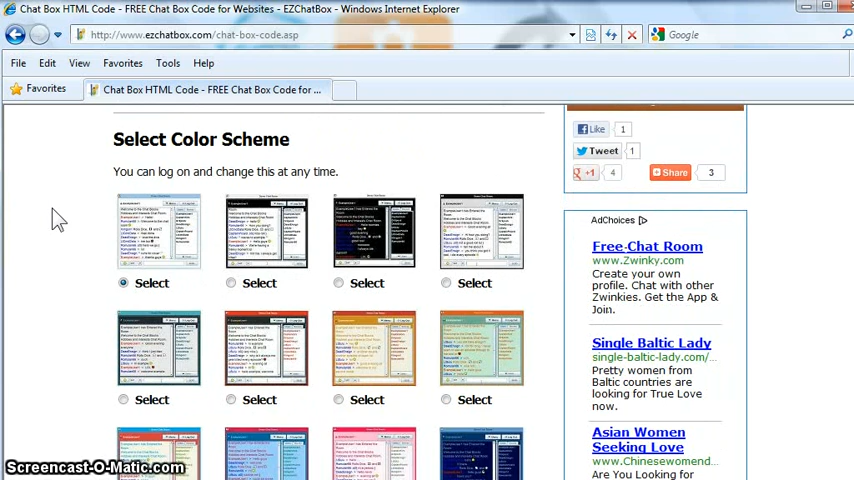 Chat Box HTML Code - FREE Chat Box Code for Websites - EZChatBox - Windows Internet Explorer
http://www.ezchatbox.com/chat-box-code.asp
Google
File Edit View Favorites Tools Help
Favorites
Chat Box HTML Code - FREE Chat Box Code for ...
Select Color Scheme
You can log on and change this at any time.
Select Select Select Select
Select Select Select Select
Like 1
Tweet 1
+1 4 Share 3
AdChoices
Free Chat Room
www.Zwinky.com
Create your own
profile. Chat with other
Zwinkies. Get the App &
Join.
Single Baltic Lady
single-baltic-lady.com/...
Pretty women from
Baltic countries are
looking for True Love
now.
Asian Women
Seeking Love
www.Chinesewomend...
Are You Looking for
Screencast-O-Matic.com